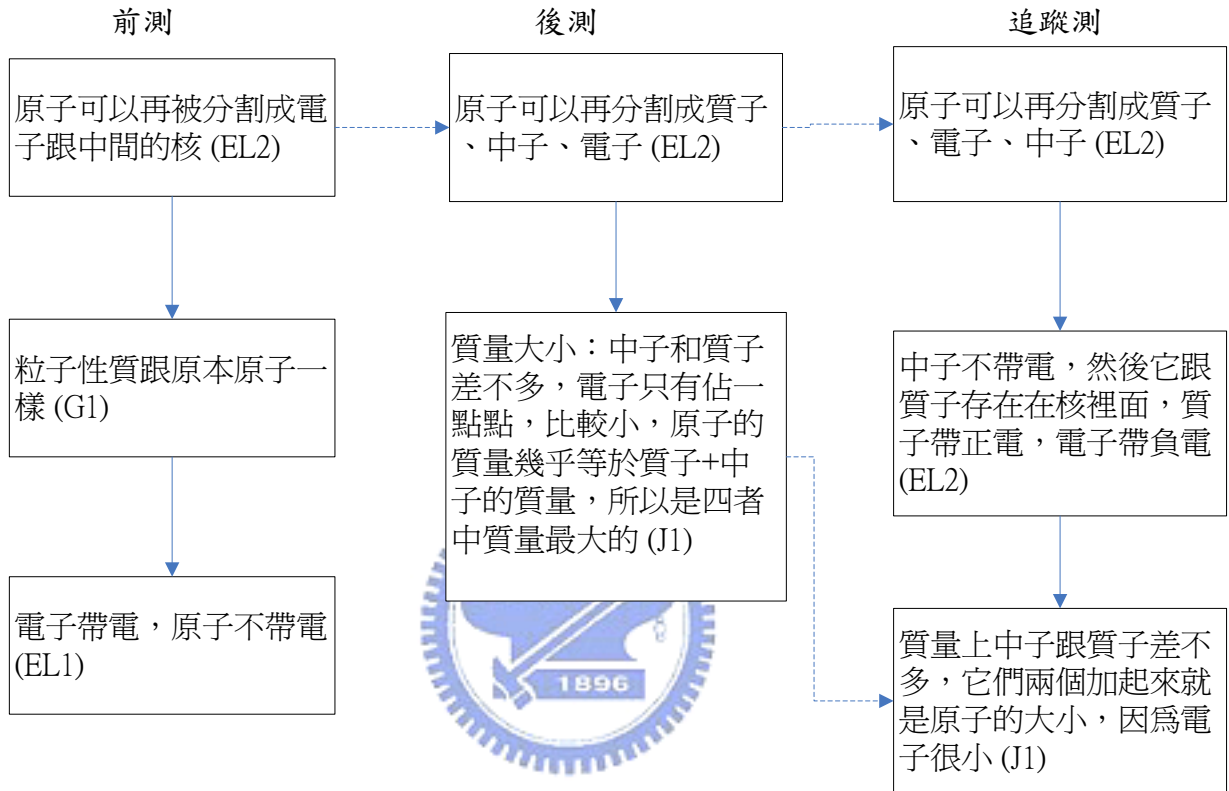 前測
後測
追蹤測
原子可以再被分割成電
子跟中間的核 (EL2)
原子可以再分割成質子
、中子、電子 (EL2)
原子可以再分割成質子
、電子、中子 (EL2)
粒子性質跟原本原子一
樣 (G1)
質量大小：中子和質子
差不多，電子只有佔一
點點，比較小，原子的
質量幾乎等於質子+中
子的質量，所以是四者
中質量最大的 (J1)
中子不帶電，然後它跟
質子存在在核裡面，質
子帶正電，電子帶負電
(EL2)
電子帶電，原子不帶電
(EL1)
1896
質量上中子跟質子差不
多，它們兩個加起來就
是原子的大小，因爲電
子很小 (J1)